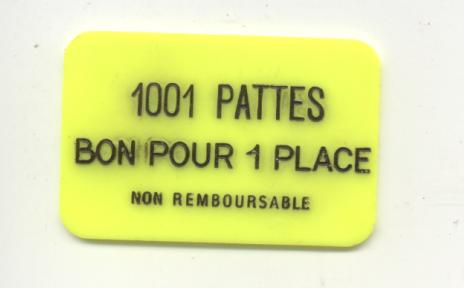 1001 PATTES
BON POUR 1 PLACE
NON REMBOURSABLE